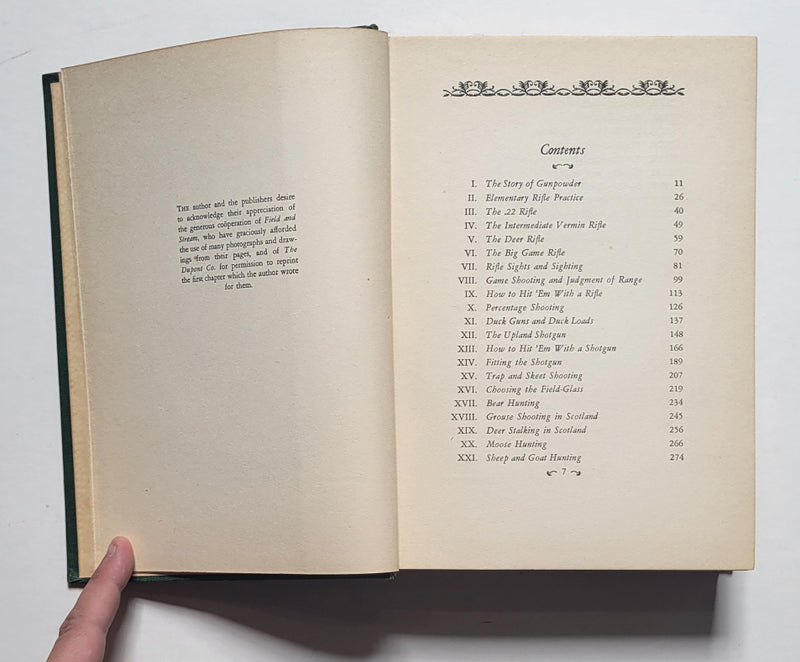 THE author and the publishers desire
to acknowledge their appreciation of
the generous coöperation of Field and
Stream, who have graciously afforded
the use of many photographs and draw-
ings from their pages, and of The
Dupont Co. for permission to reprint
the first chapter which the author wrote
for them.
Contents
I. The Story of Gunpowder 11
II. Elementary Rifle Practice 26
III. The .22 Rifle 40
IV. The Intermediate Vermin Rifle 49
V. The Deer Rifle 59
VI. The Big Game Rifle 70
VII. Rifle Sights and Sighting 81
VIII. Game Shooting and Judgment of Range 99
IX. How to Hit 'Em With a Rifle 113
X. Percentage Shooting 126
XI. Duck Guns and Duck Loads 137
XII. The Upland Shotgun 148
XIII. How to Hit 'Em With a Shotgun 166
XIV. Fitting the Shotgun 189
XV. Trap and Skeet Shooting 207
XVI. Choosing the Field-Glass 219
XVII. Bear Hunting 234
XVIII. Grouse Shooting in Scotland 245
XIX. Deer Stalking in Scotland 256
XX. Moose Hunting 266
XXI. Sheep and Goat Hunting 274
7